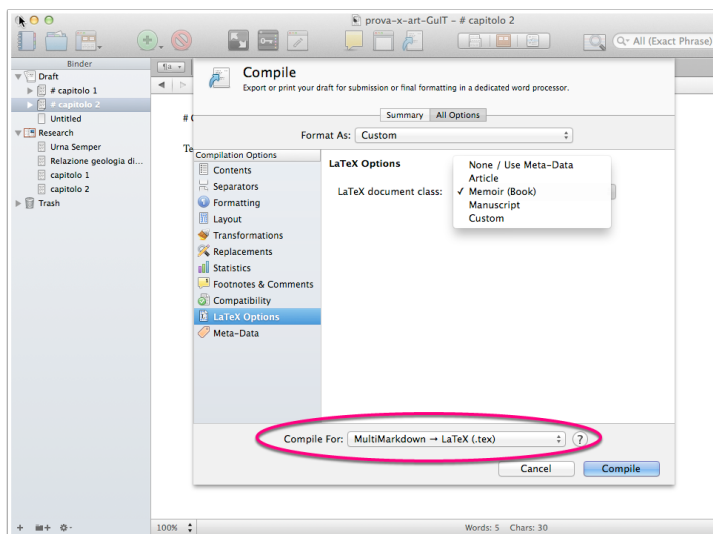 prova-x-art-GuIT – # capitolo 2
All (Exact Phrase)
Binder
Draft
# capitolo 1
# capitolo 2
Untitled
Research
Urna Semper
Relazione geologia di...
capitolo 1
capitolo 2
Trash
¶a
Te
Compile
Export or print your draft for submission or final formatting in a dedicated word processor.
Summary All Options
Format As: Custom
Compilation Options
Contents
Separators
Formatting
Layout
Transformations
Replacements
Statistics
Footnotes & Comments
Compatibility
LaTeX Options
Meta-Data
LaTeX Options
LaTeX document class:
None / Use Meta-Data
Article
✓ Memoir (Book)
Manuscript
Custom
Compile For: MultiMarkdown → LaTeX (.tex) ?
Cancel Compile
100% Words: 5 Chars: 30